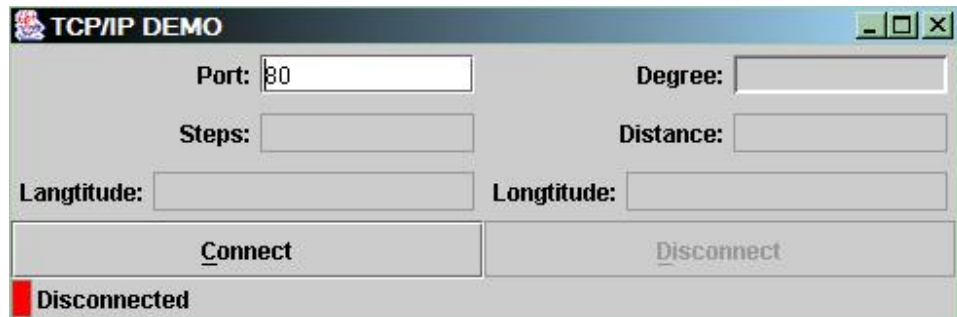 TCP/IP DEMO
Port: 80 Degree:
Steps: Distance:
Langtitude: Longtitude:
Connect Disconnect
Disconnected